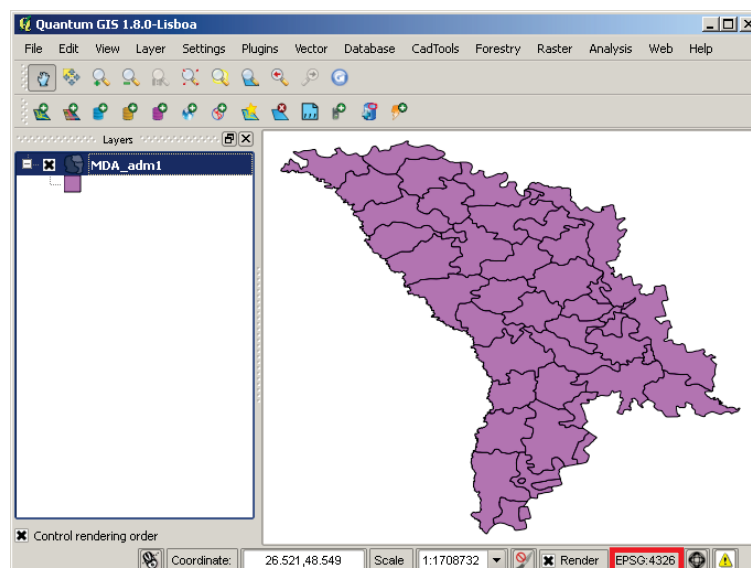 Quantum GIS 1.8.0-Lisboa
File Edit View Layer Settings Plugins Vector Database CadTools Forestry Raster Analysis Web Help
Layers
MDA_adm1
Control rendering order
Coordinate: 26.521,48.549 Scale 1:1708732 Render EPSG:4326